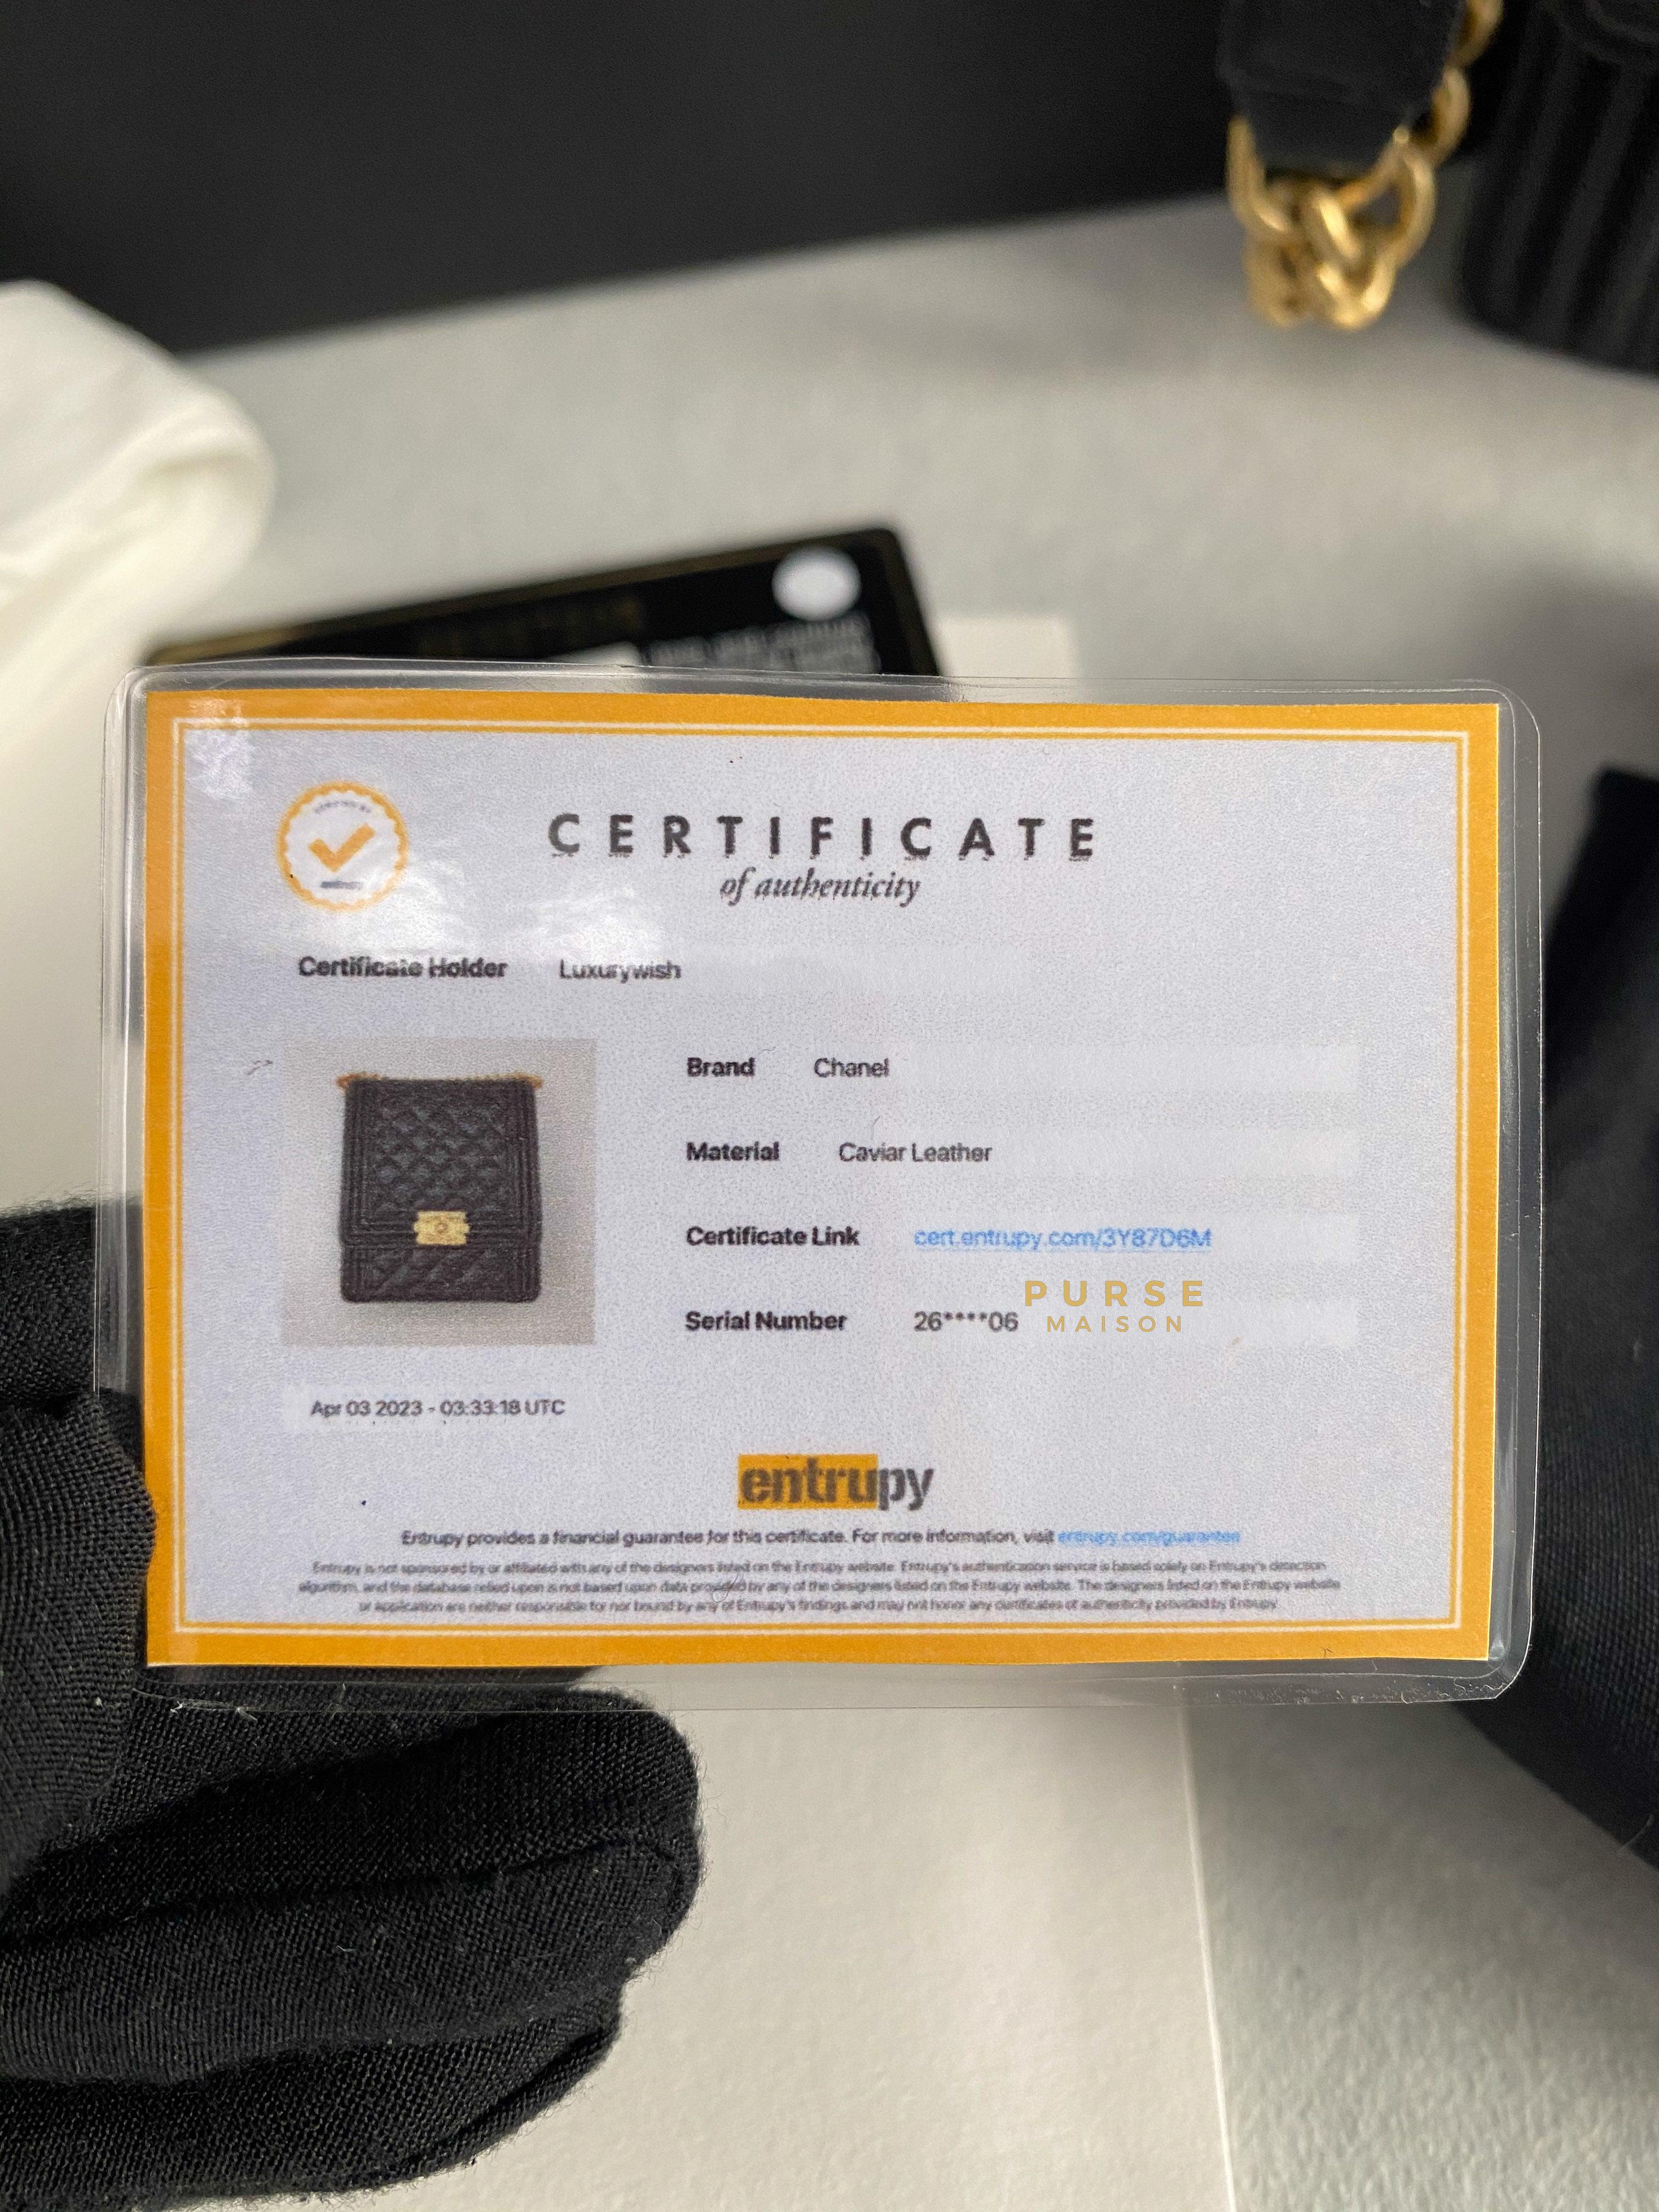 CERTIFICATE
of authenticity
Certificate Holder Luxurywish
Brand Chanel
Material Caviar Leather
Certificate Link cert.entrupy.com/3Y87D6M
PURSE
MAISON
Serial Number 26****06
Apr 03 2023 - 03:33:18 UTC
entrupy
Entrupy provides a financial guarantee for this certificate. For more information, visit entrupy.com/guarantee
Entrupy is not sponsored by or affiliated with any of the designers listed on the Entrupy website. Entrupy's authentication service is based solely on Entrupy's detection
algorithm, and the database relied upon is not based upon data provided by any of the designers listed on the Entrupy website. The designers listed on the Entrupy website
or application are neither responsible for nor bound by any of Entrupy's findings and may not honor any certificates of authenticity provided by Entrupy.